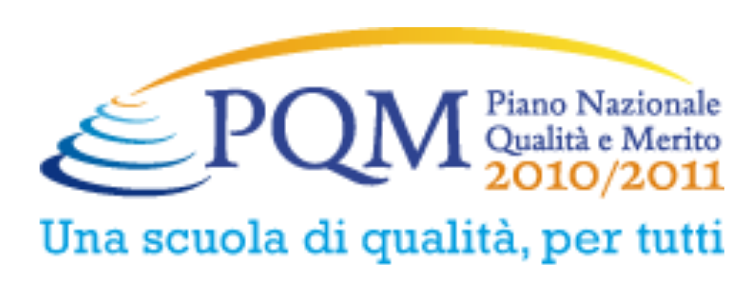 PQM
Piano Nazionale
Qualità e Merito
2010/2011
Una scuola di qualità, per tutti